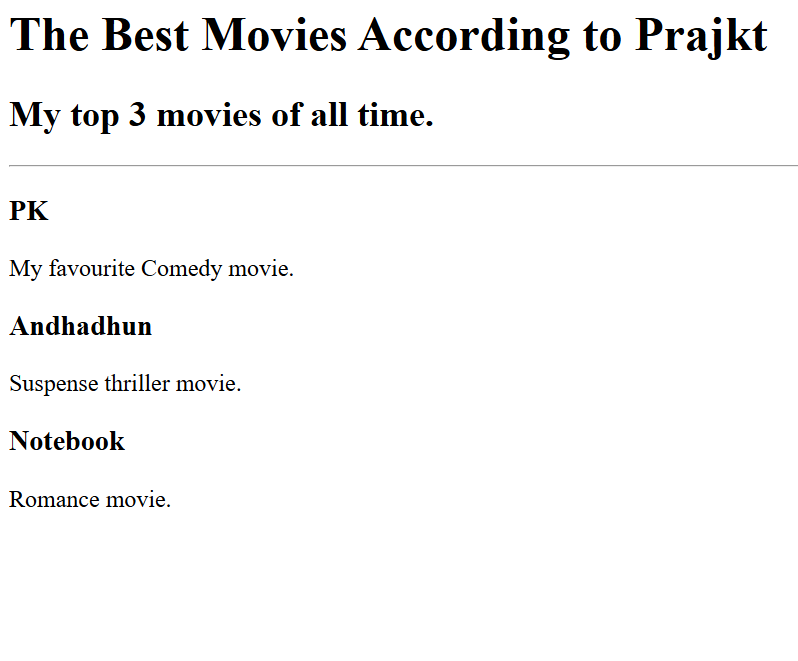 The Best Movies According to Prajkt
My top 3 movies of all time.
PK
My favourite Comedy movie.
Andhadhun
Suspense thriller movie.
Notebook
Romance movie.